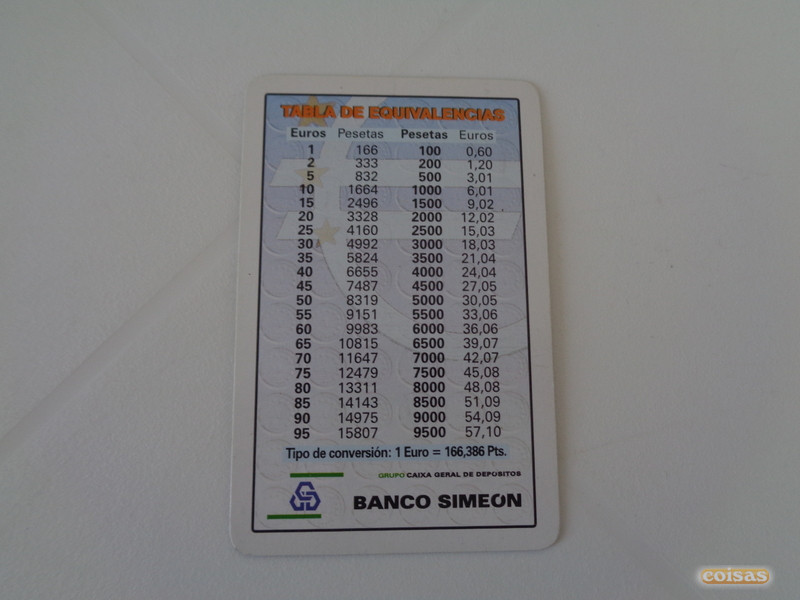 TABLA DE EQUIVALENCIAS
Euros Pesetas Pesetas Euros
1 166 100 0,60
2 333 200 1,20
5 832 500 3,01
10 1664 1000 6,01
15 2496 1500 9,02
20 3328 2000 12,02
25 4160 2500 15,03
30 4992 3000 18,03
35 5824 3500 21,04
40 6655 4000 24,04
45 7487 4500 27,05
50 8319 5000 30,05
55 9151 5500 33,06
60 9983 6000 36,06
65 10815 6500 39,07
70 11647 7000 42,07
75 12479 7500 45,08
80 13311 8000 48,08
85 14143 8500 51,09
90 14975 9000 54,09
95 15807 9500 57,10
Tipo de conversión: 1 Euro = 166,386 Pts.
GRUPO CAIXA GERAL DE DEPOSITOS
BANCO SIMEÓN
coisas